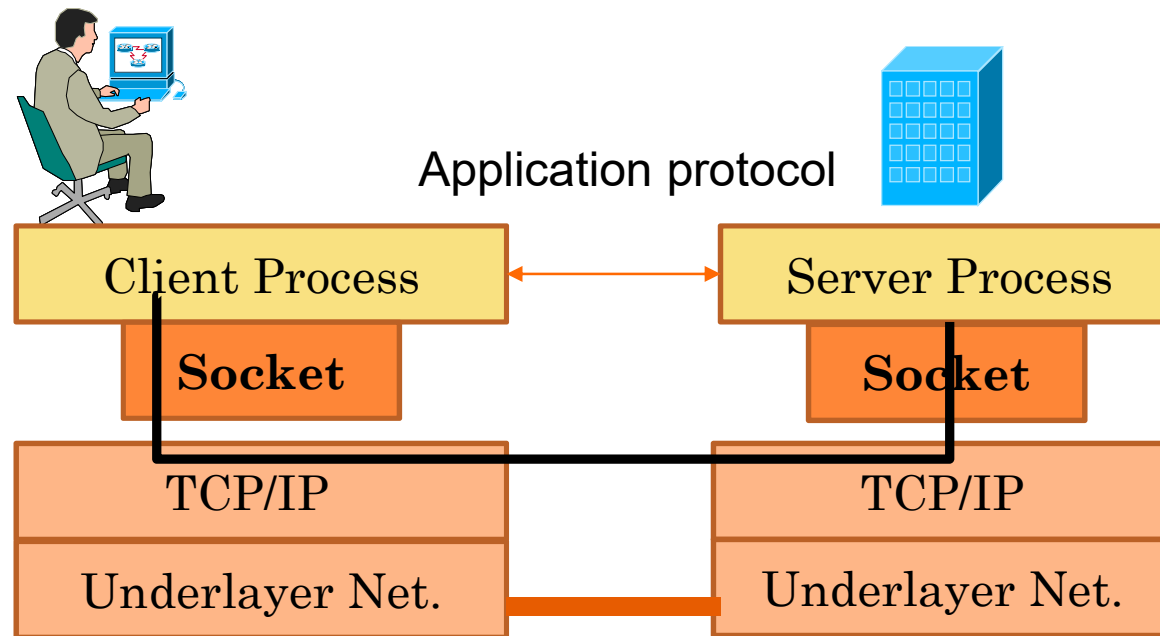 Application protocol
Client Process
Server Process
Socket
Socket
TCP/IP
TCP/IP
Underlayer Net.
Underlayer Net.